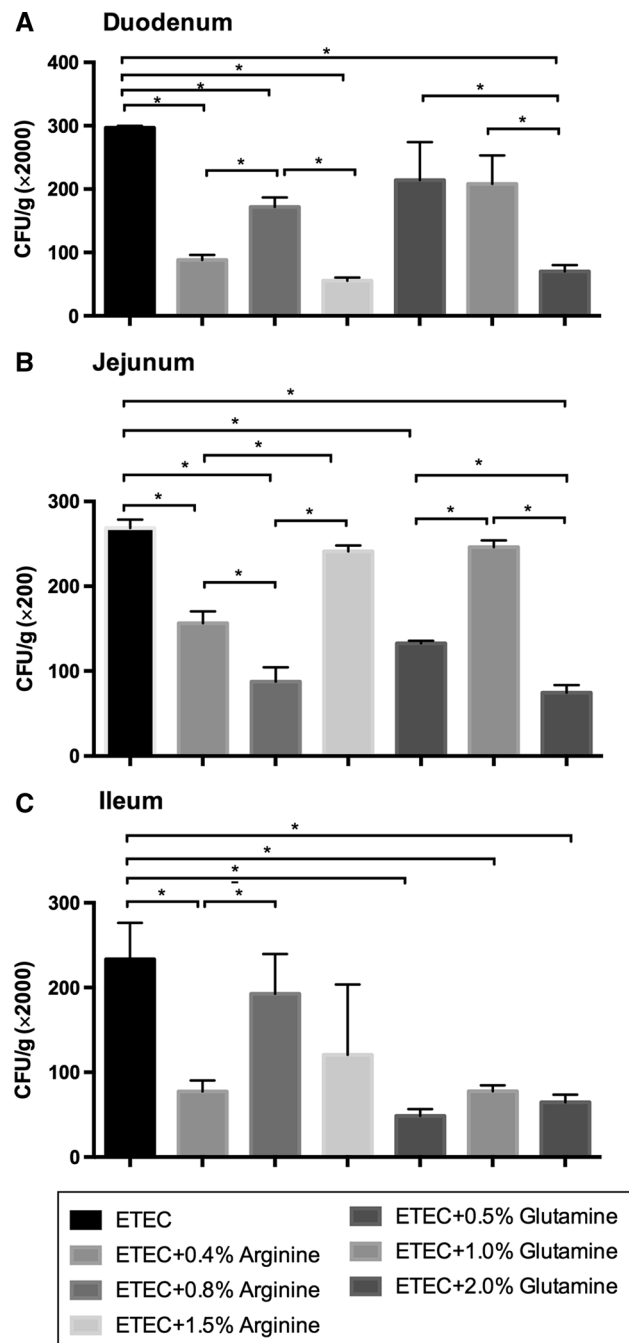 A Duodenum
*
*
*
*
*
*
*
*
400
300
200
100
0
CFU/g (×2000)
B Jejunum
*
*
*
*
*
*
*
*
*
*
300
200
100
0
CFU/g (×200)
C Ileum
*
*
*
*
*
300
200
100
0
CFU/g (×2000)
ETEC
ETEC+0.4% Arginine
ETEC+0.8% Arginine
ETEC+1.5% Arginine
ETEC+0.5% Glutamine
ETEC+1.0% Glutamine
ETEC+2.0% Glutamine